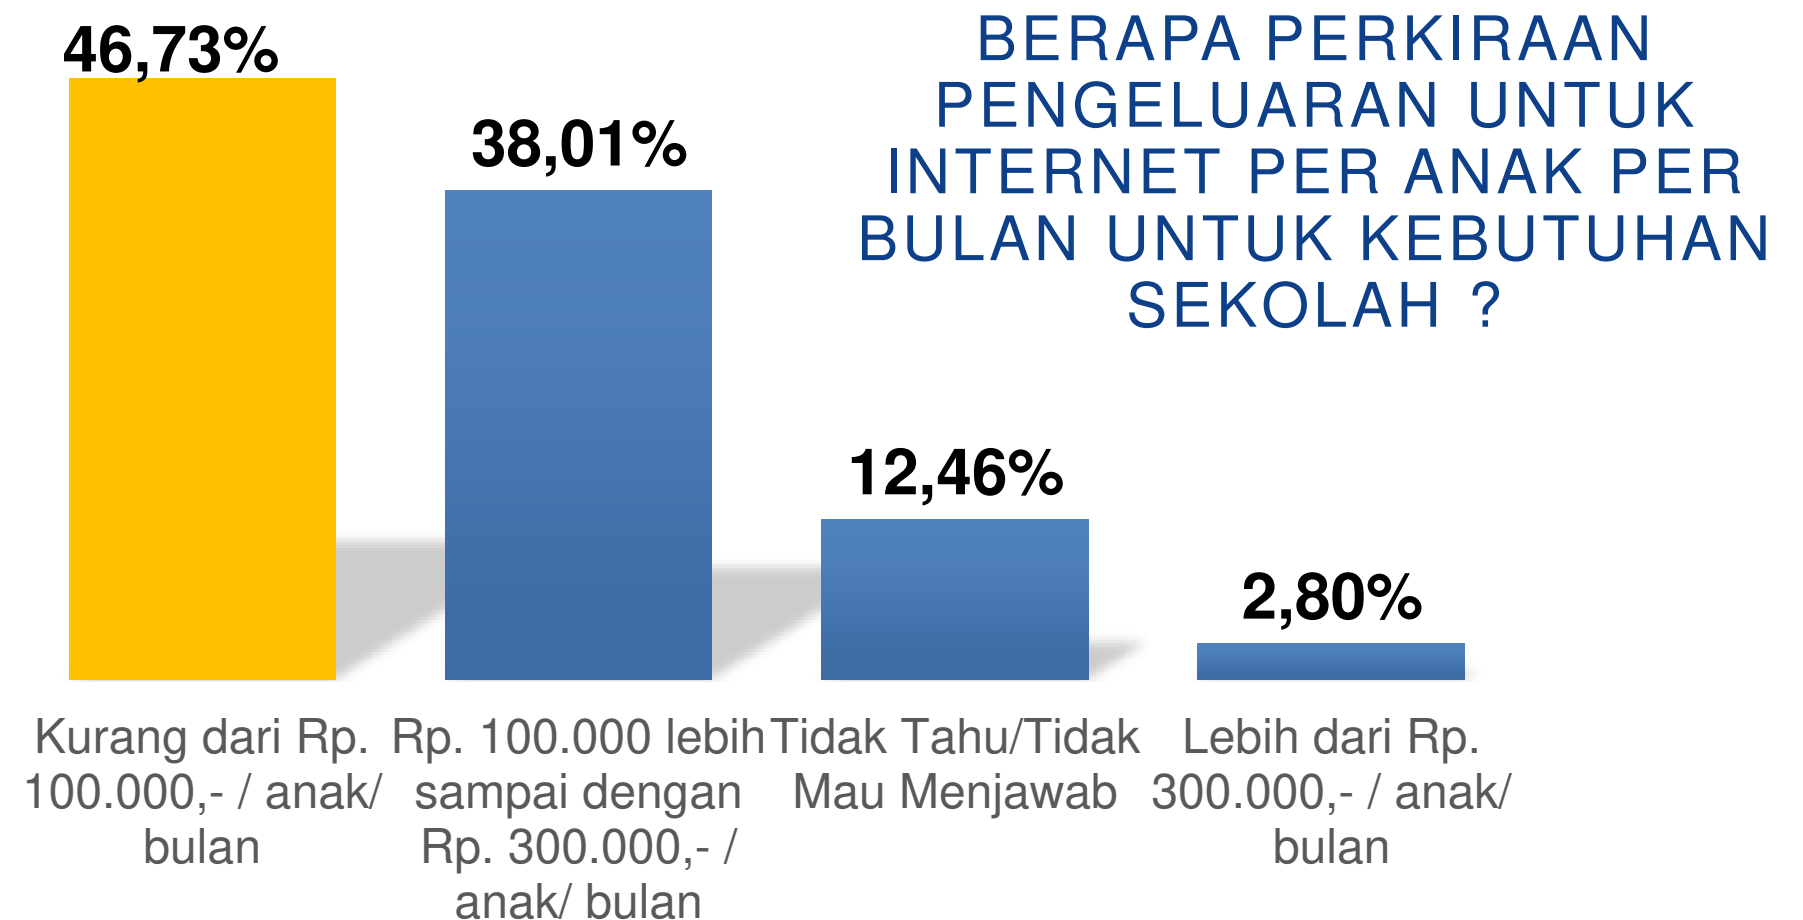 BERAPA PERKIRAAN
PENGELUARAN UNTUK
INTERNET PER ANAK PER
BULAN UNTUK KEBUTUHAN
SEKOLAH ?
46,73%
38,01%
12,46%
2,80%
Kurang dari Rp.
100.000,- / anak/
bulan
Rp. 100.000 lebih
sampai dengan
Rp. 300.000,- /
anak/ bulan
Tidak Tahu/Tidak
Mau Menjawab
Lebih dari Rp.
300.000,- / anak/
bulan